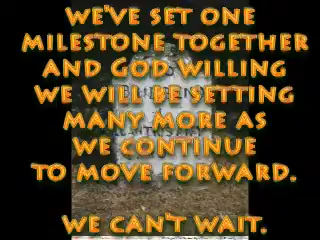 WE'VE SET ONE
MILESTONE TOGETHER
AND GOD WILLING
WE WILL BE SETTING
MANY MORE AS
WE CONTINUE
TO MOVE FORWARD.
WE CAN'T WAIT.